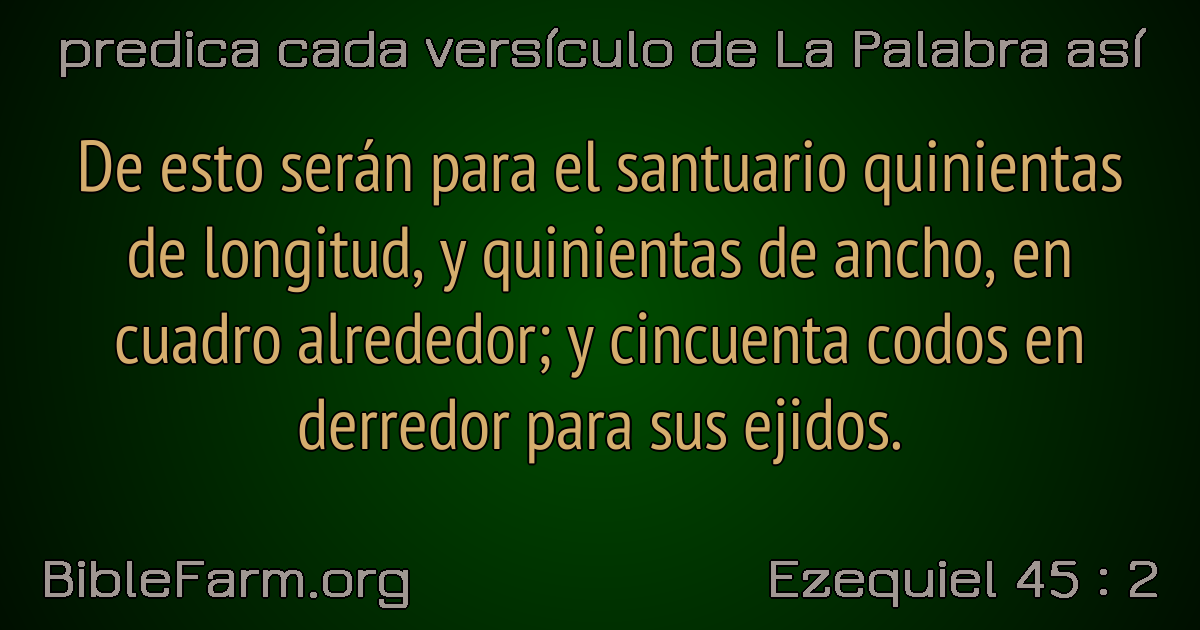 predica cada versículo de La Palabra así
De esto serán para el santuario quinientas
de longitud, y quinientas de ancho, en
cuadro alrededor; y cincuenta codos en
derredor para sus ejidos.
BibleFarm.org
Ezequiel 45 : 2